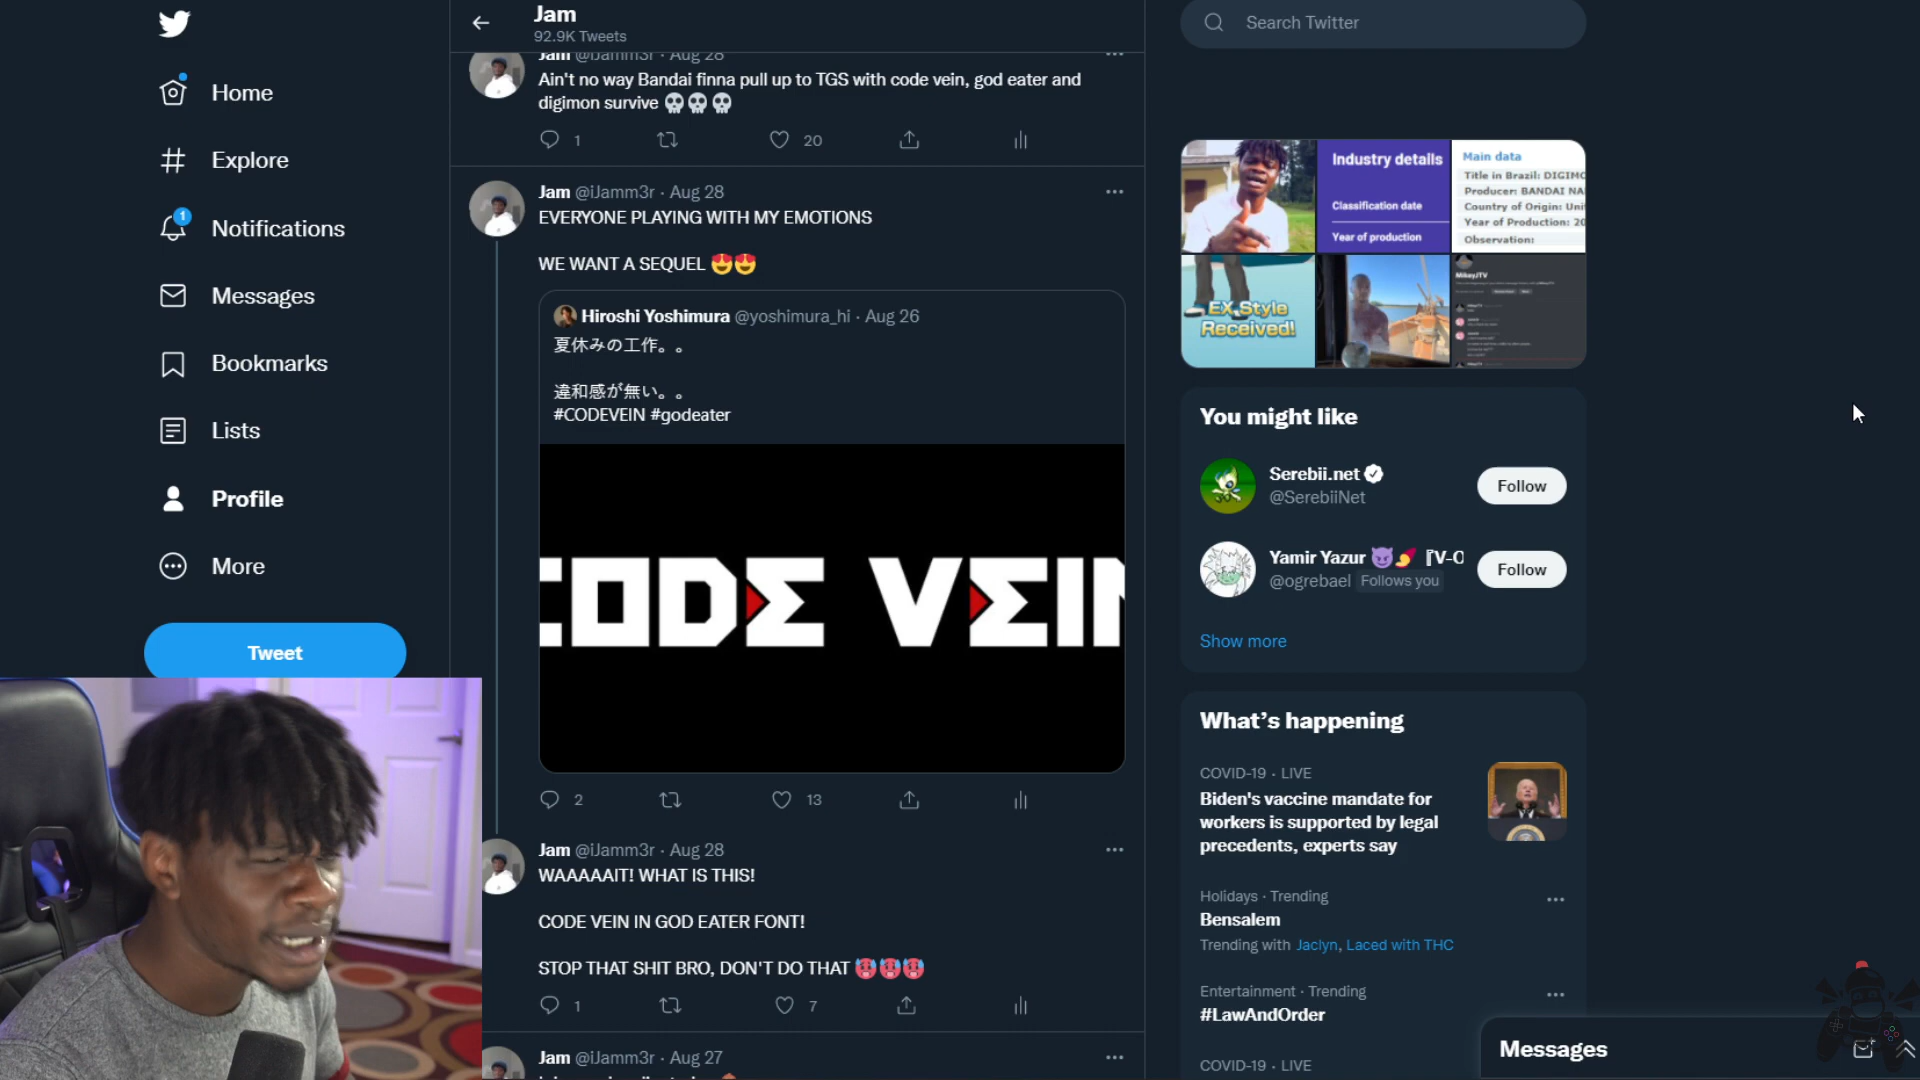 Jam
92.9K Tweets
Search Twitter
Home
Explore
1
Notifications
Messages
Bookmarks
Lists
Profile
More
Tweet
Jam @iJamm3r · Aug 28
Ain't no way Bandai finna pull up to TGS with code vein, god eater and
digimon survive 💀💀💀
1
20
Jam @iJamm3r · Aug 28
EVERYONE PLAYING WITH MY EMOTIONS
WE WANT A SEQUEL 😍😍
Hiroshi Yoshimura @yoshimura_hi · Aug 26
夏休みの工作。。
違和感が無い。。
#CODEVEIN #godeater
CODE VEIN
2
13
Jam @iJamm3r · Aug 28
WAAAAAIT! WHAT IS THIS!
CODE VEIN IN GOD EATER FONT!
STOP THAT SHIT BRO, DON'T DO THAT 🥵🥵🥵
1
7
Jam @iJamm3r · Aug 27
Industry details
Classification date
Year of production
Main data
Title in Brazil: DIGIMO
Producer: BANDAI NA
Country of Origin: Uni
Year of Production: 20
Observation:
EX Style
Received!
MikeyJTV
You might like
Serebii.net
@SerebiiNet
Follow
Yamir Yazur 😈 『V-O
@ogrebael Follows you
Follow
Show more
What's happening
COVID-19 · LIVE
Biden's vaccine mandate for
workers is supported by legal
precedents, experts say
Holidays · Trending
Bensalem
Trending with Jaclyn, Laced with THC
Entertainment · Trending
#LawAndOrder
COVID-19 · LIVE
Messages